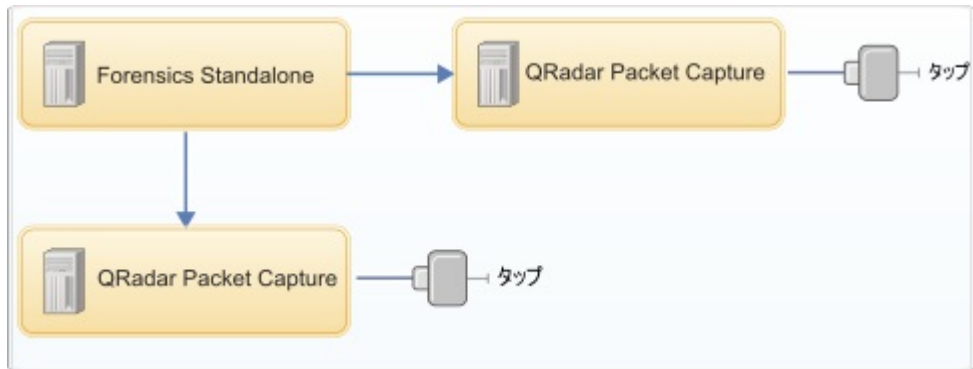 Forensics Standalone
QRadar Packet Capture
タップ
QRadar Packet Capture
タップ